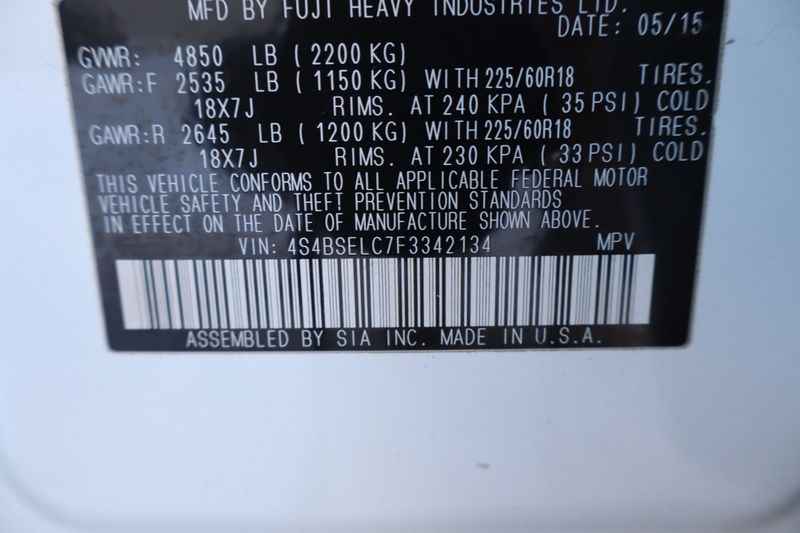 MFD BY FUJI HEAVY INDUSTRIES LTD.
DATE: 05/15
GVWR: 4850 LB (2200 KG)
GAWR:F 2535 LB (1150 KG) WITH 225/60R18 TIRES.
18X7J RIMS. AT 240 KPA (35 PSI) COLD
GAWR:R 2645 LB (1200 KG) WITH 225/60R18 TIRES.
18X7J RIMS. AT 230 KPA (33 PSI) COLD
THIS VEHICLE CONFORMS TO ALL APPLICABLE FEDERAL MOTOR
VEHICLE SAFETY AND THEFT PREVENTION STANDARDS
IN EFFECT ON THE DATE OF MANUFACTURE SHOWN ABOVE.
VIN: 4S4BSELC7F3342134 MPV
ASSEMBLED BY SIA INC. MADE IN U.S.A.